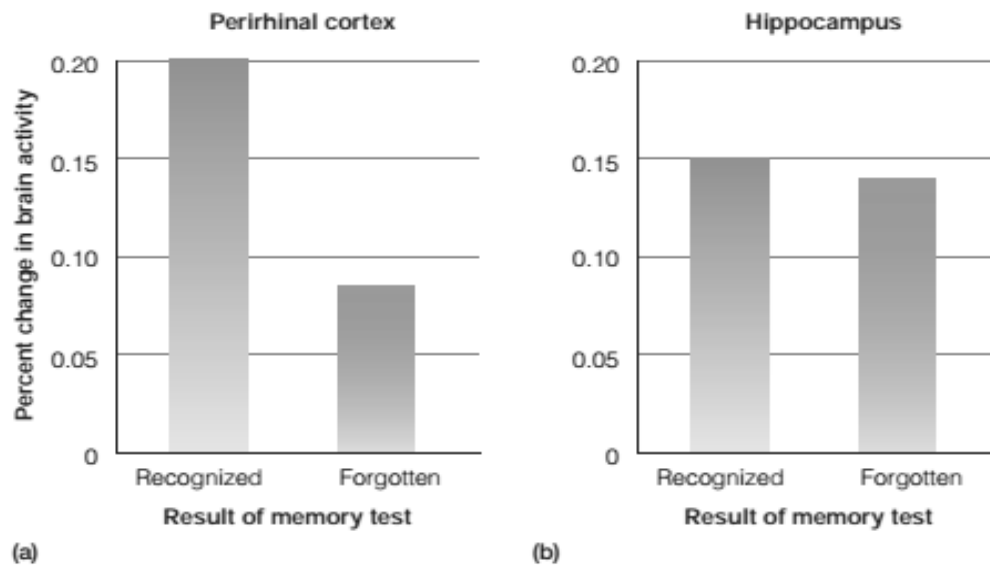 Perirhinal cortex
Percent change in brain activity
0.20
0.15
0.10
0.05
0
Recognized Forgotten
Result of memory test
(a)
Hippocampus
0.20
0.15
0.10
0.05
0
Recognized Forgotten
Result of memory test
(b)